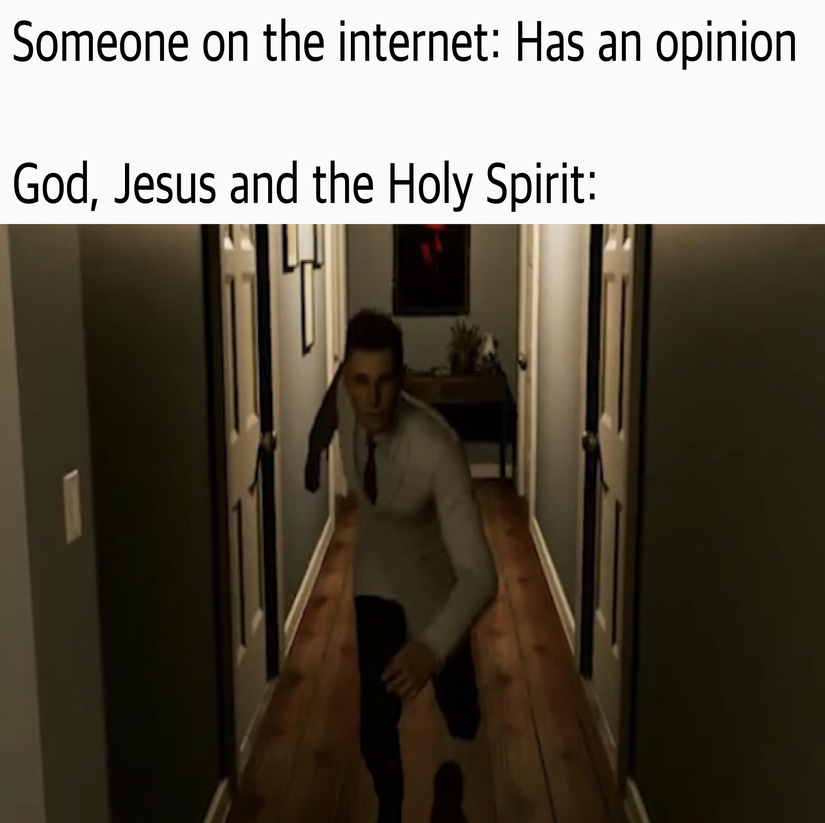 Someone on the internet: Has an opinion
God, Jesus and the Holy Spirit: